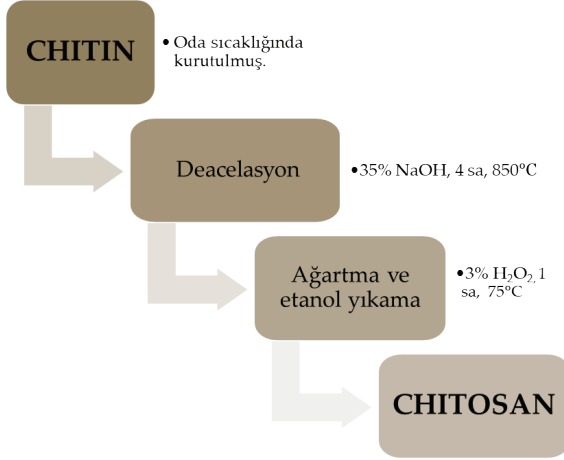 CHITIN
• Oda sıcaklığında
kurutulmuş.
Deacelasyon
•35% NaOH, 4 sa, 850°C
Ağartma ve
etanol yıkama
•3% H₂O₂, 1
sa, 75°C
CHITOSAN